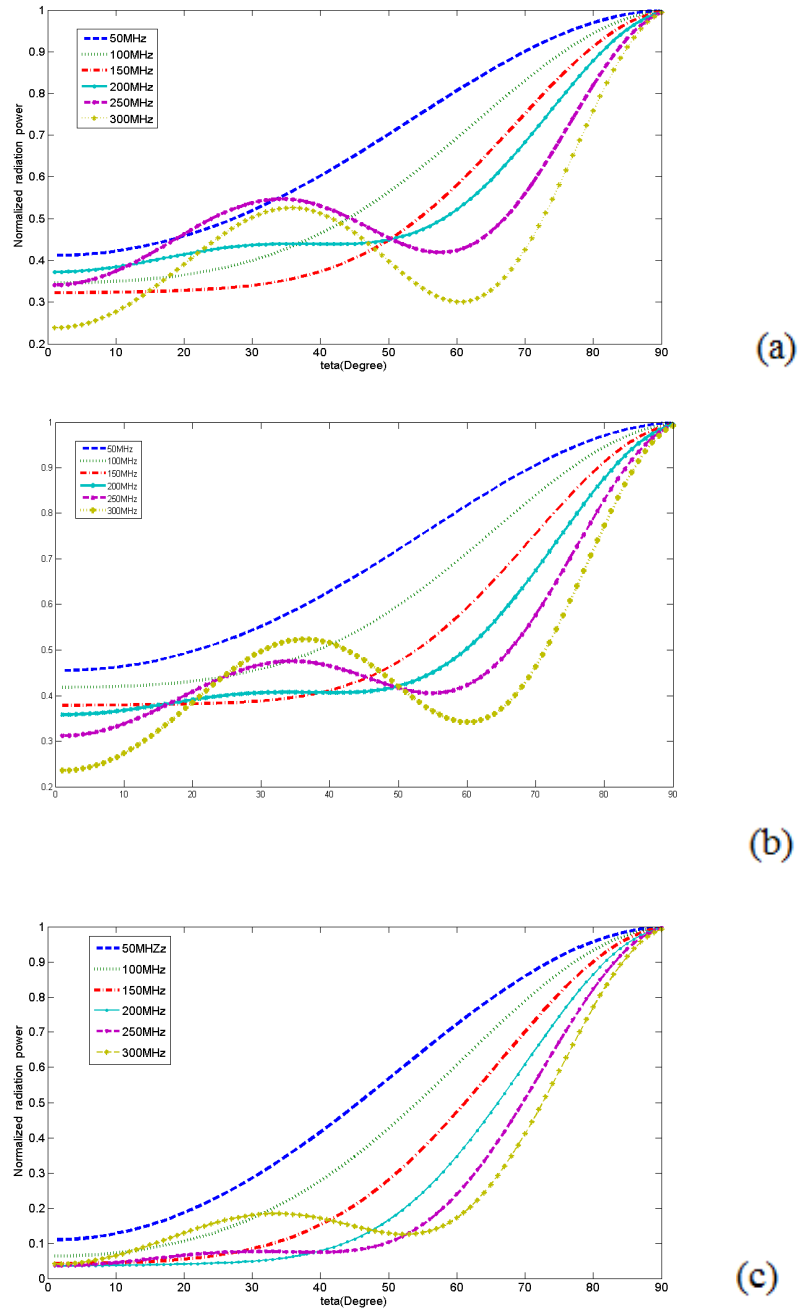 1
0.9
0.8
0.7
0.6
0.5
0.4
0.3
0.2
Normalized radiation power
50MHz
100MHz
150MHz
200MHz
250MHz
300MHz
0 10 20 30 40 50 60 70 80 90
teta(Degree)
(a)
1
0.9
0.8
0.7
0.6
0.5
0.4
0.3
0.2
50MHz
100MHz
150MHz
200MHz
250MHz
300MHz
0 10 20 30 40 50 60 70 80 90
(b)
1
0.9
0.8
0.7
0.6
0.5
0.4
0.3
0.2
0.1
0
Normalized radiation power
50MHZz
100MHz
150MHz
200MHz
250MHz
300MHz
0 10 20 30 40 50 60 70 80 90
teta(Degree)
(c)